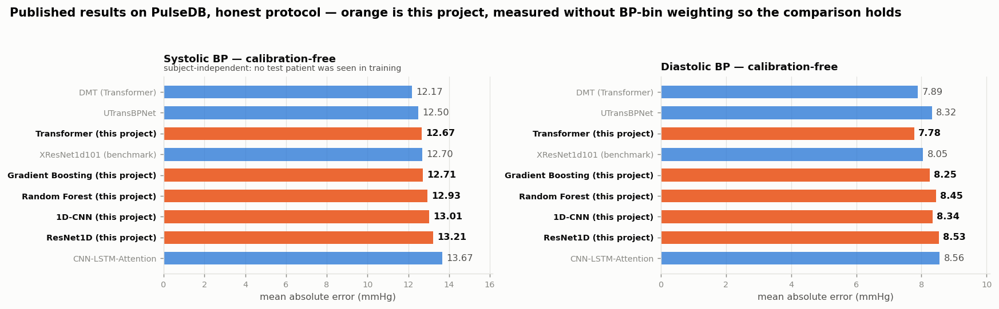 Published results on PulseDB, honest protocol — orange is this project, measured without BP-bin weighting so the comparison holds
Systolic BP — calibration-free
subject-independent: no test patient was seen in training
DMT (Transformer) 12.17
UTransBPNet 12.50
Transformer (this project) 12.67
XResNet1d101 (benchmark) 12.70
Gradient Boosting (this project) 12.71
Random Forest (this project) 12.93
1D-CNN (this project) 13.01
ResNet1D (this project) 13.21
CNN-LSTM-Attention 13.67
0 2 4 6 8 10 12 14 16
mean absolute error (mmHg)
Diastolic BP — calibration-free
DMT (Transformer) 7.89
UTransBPNet 8.32
Transformer (this project) 7.78
XResNet1d101 (benchmark) 8.05
Gradient Boosting (this project) 8.25
Random Forest (this project) 8.45
1D-CNN (this project) 8.34
ResNet1D (this project) 8.53
CNN-LSTM-Attention 8.56
0 2 4 6 8 10
mean absolute error (mmHg)